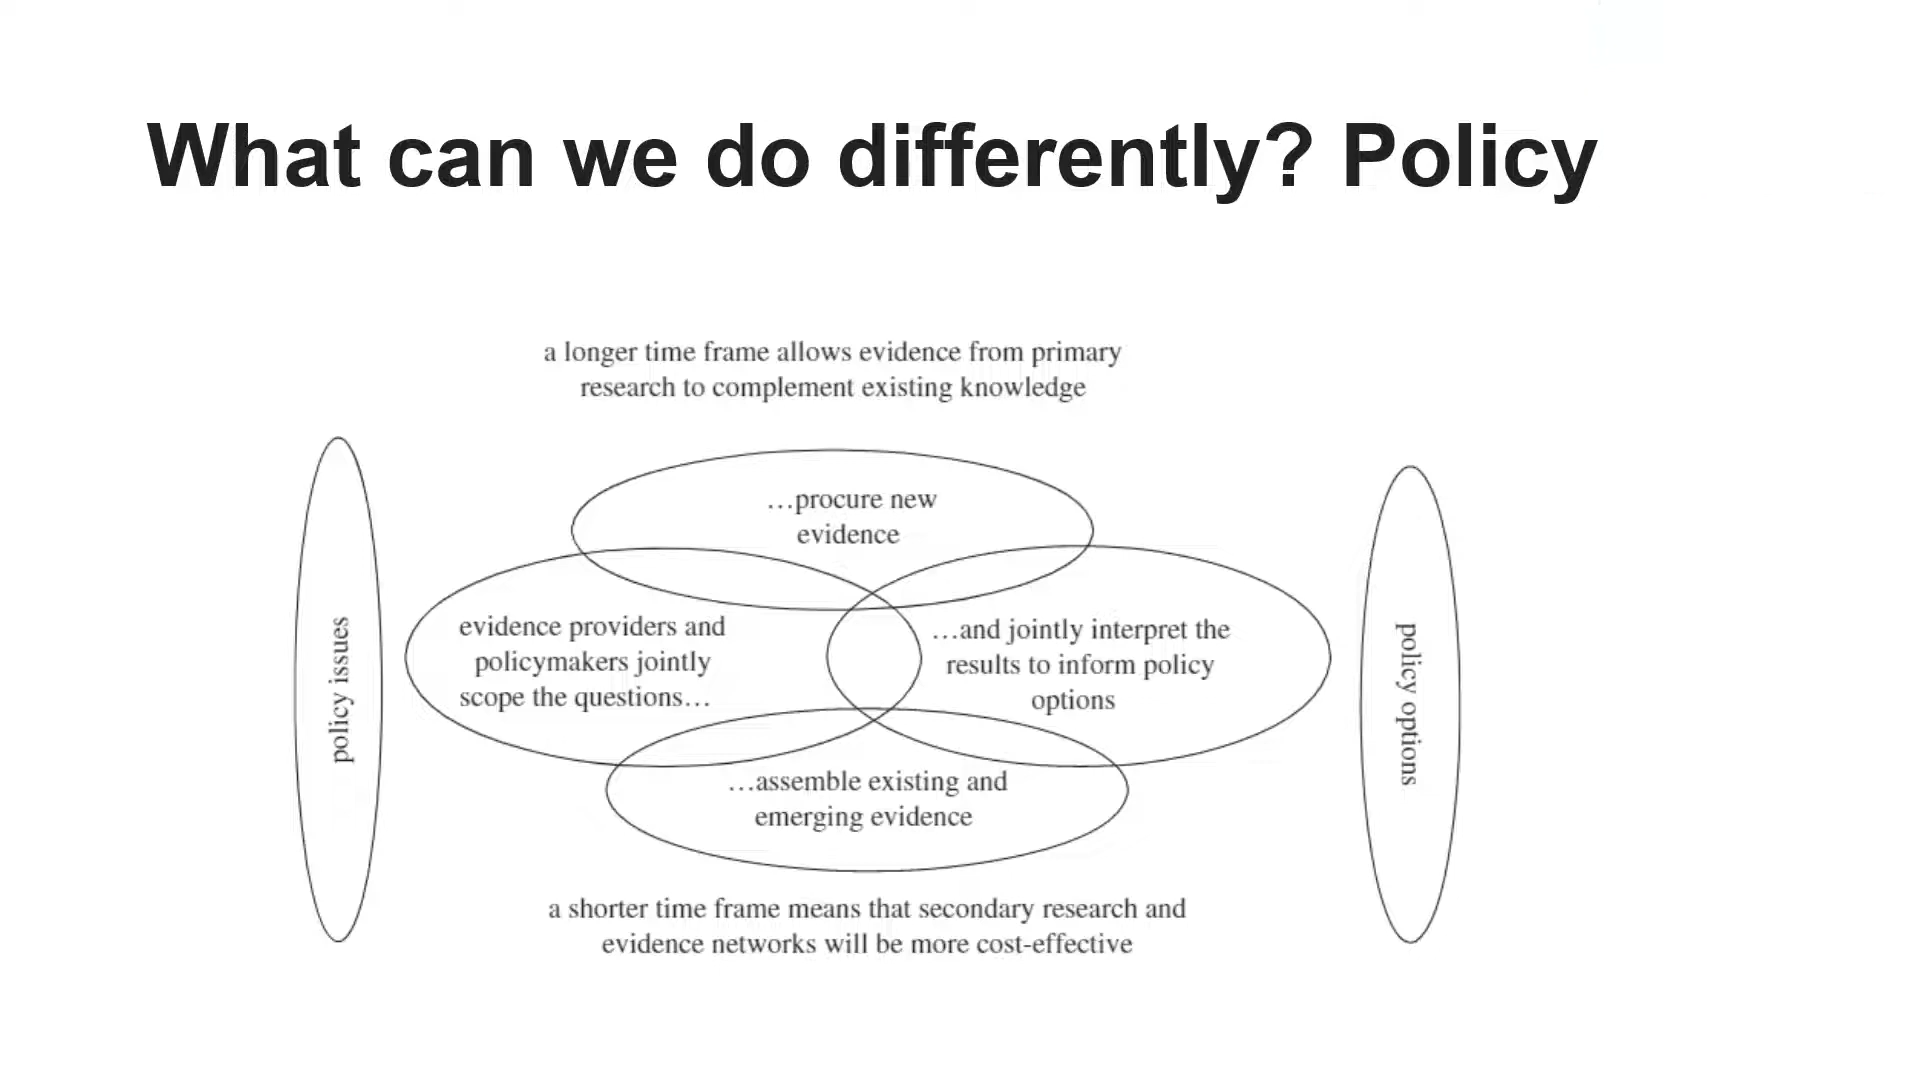 What can we do differently? Policy
a longer time frame allows evidence from primary
research to complement existing knowledge
policy issues
…procure new
evidence
evidence providers and
policymakers jointly
scope the questions…
…and jointly interpret the
results to inform policy
options
…assemble existing and
emerging evidence
policy options
a shorter time frame means that secondary research and
evidence networks will be more cost-effective